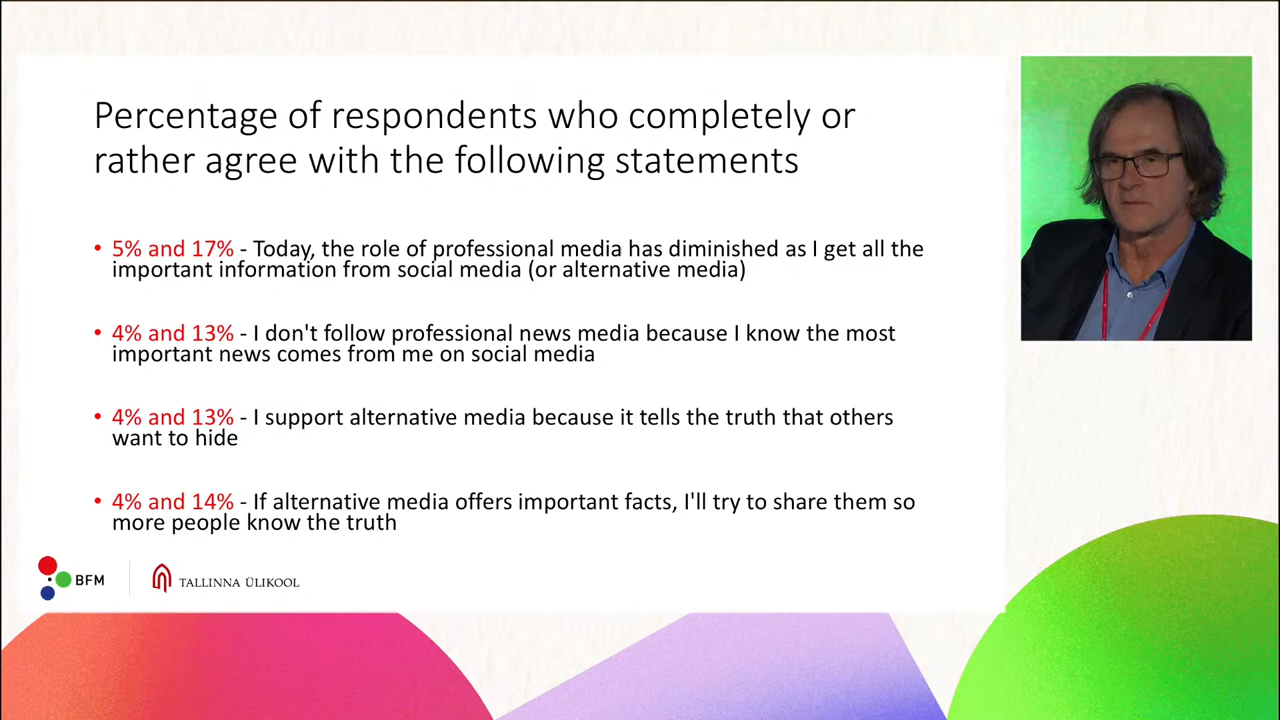 Percentage of respondents who completely or
rather agree with the following statements
• 5% and 17% - Today, the role of professional media has diminished as I get all the
important information from social media (or alternative media)
• 4% and 13% - I don't follow professional news media because I know the most
important news comes from me on social media
• 4% and 13% - I support alternative media because it tells the truth that others
want to hide
• 4% and 14% - If alternative media offers important facts, I'll try to share them so
more people know the truth
BFM
TALLINNA ÜLIKOOL